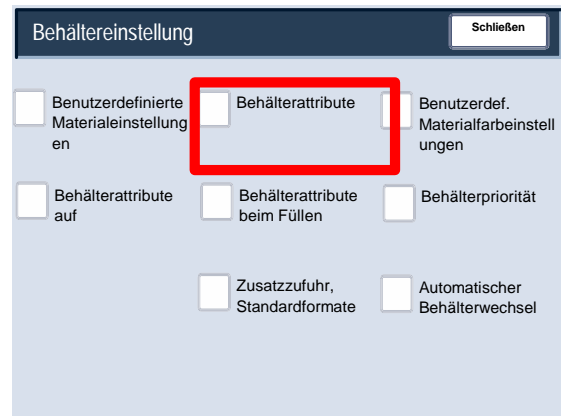 Behältereinstellung
Schließen
Benutzerdefinierte
Materialeinstellung
en
Behälterattribute
Benutzerdef.
Materialfarbeinstell
ungen
Behälterattribute
auf
Behälterattribute
beim Füllen
Behälterpriorität
Zusatzzufuhr,
Standardformate
Automatischer
Behälterwechsel